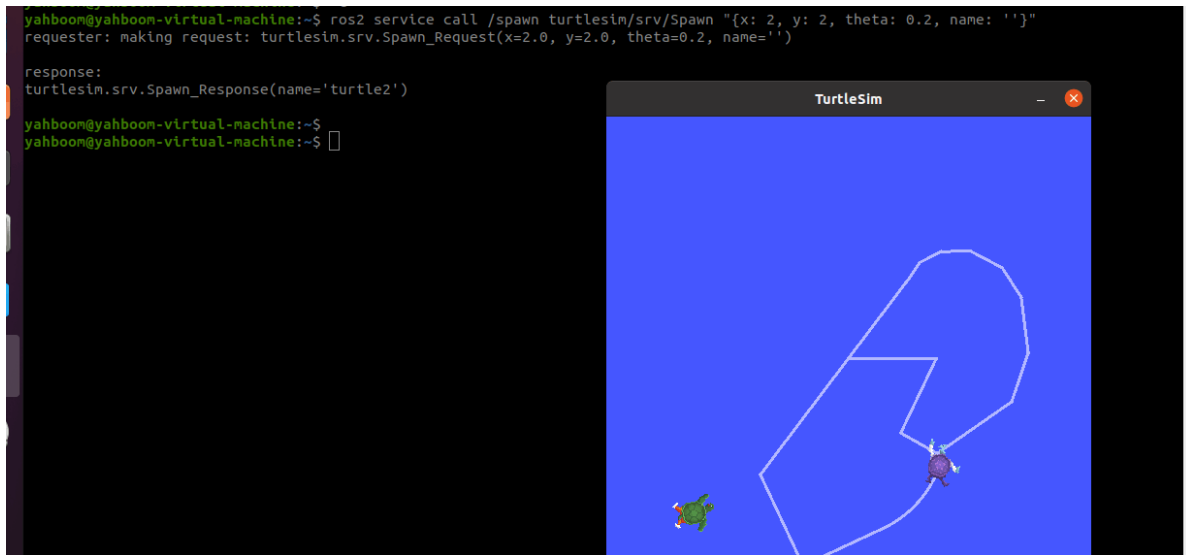 yahboom@yahboom-virtual-machine:~$ ros2 service call /spawn turtlesim/srv/Spawn "{x: 2, y: 2, theta: 0.2, name: ''}"
requester: making request: turtlesim.srv.Spawn_Request(x=2.0, y=2.0, theta=0.2, name='')
response:
turtlesim.srv.Spawn_Response(name='turtle2')
TurtleSim
yahboom@yahboom-virtual-machine:~$
yahboom@yahboom-virtual-machine:~$